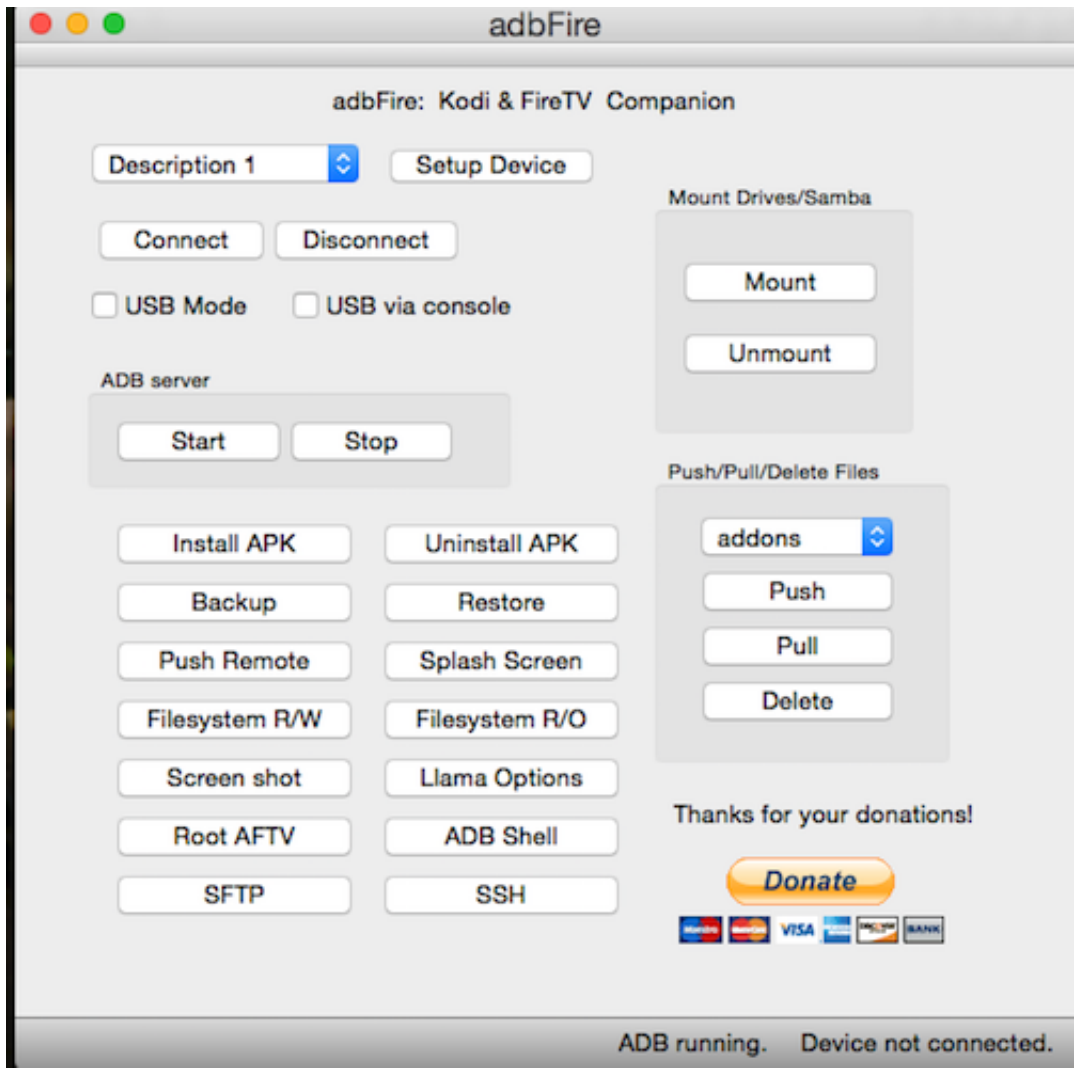 adbFire
adbFire: Kodi & FireTV Companion
Description 1
Setup Device
Connect
Disconnect
USB Mode
USB via console
ADB server
Start
Stop
Install APK
Uninstall APK
Backup
Restore
Push Remote
Splash Screen
Filesystem R/W
Filesystem R/O
Screen shot
Llama Options
Root AFTV
ADB Shell
SFTP
SSH
Mount Drives/Samba
Mount
Unmount
Push/Pull/Delete Files
addons
Push
Pull
Delete
Thanks for your donations!
Donate
VISA
BANK
ADB running.
Device not connected.